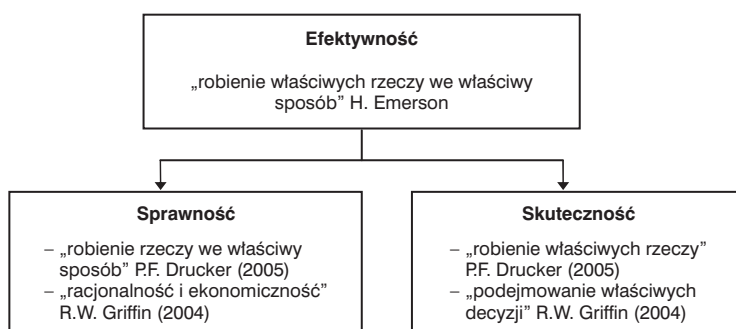 Efektywność
„robienie właściwych rzeczy we właściwy
sposób” H. Emerson
Sprawność
– „robienie rzeczy we właściwy
sposób” P.F. Drucker (2005)
– „racjonalność i ekonomiczność”
R.W. Griffin (2004)
Skuteczność
– „robienie właściwych rzeczy”
P.F. Drucker (2005)
– „podejmowanie właściwych
decyzji” R.W. Griffin (2004)